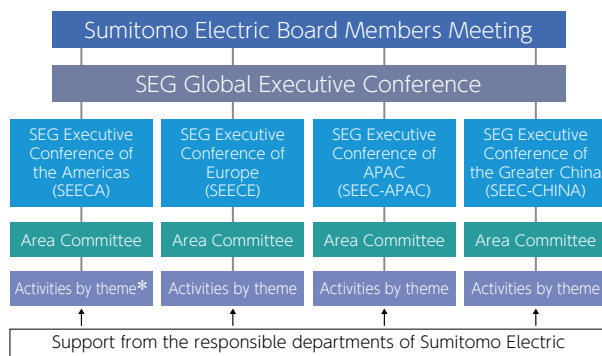 Sumitomo Electric Board Members Meeting
SEG Global Executive Conference
SEG Executive
Conference of
the Americas
(SEECA)
SEG Executive
Conference of
Europe
(SEECE)
SEG Executive
Conference of
APAC
(SEEC-APAC)
SEG Executive
Conference of
the Greater China
(SEEC-CHINA)
Area Committee
Area Committee
Area Committee
Area Committee
Activities by theme*
Activities by theme
Activities by theme
Activities by theme
Support from the responsible departments of Sumitomo Electric